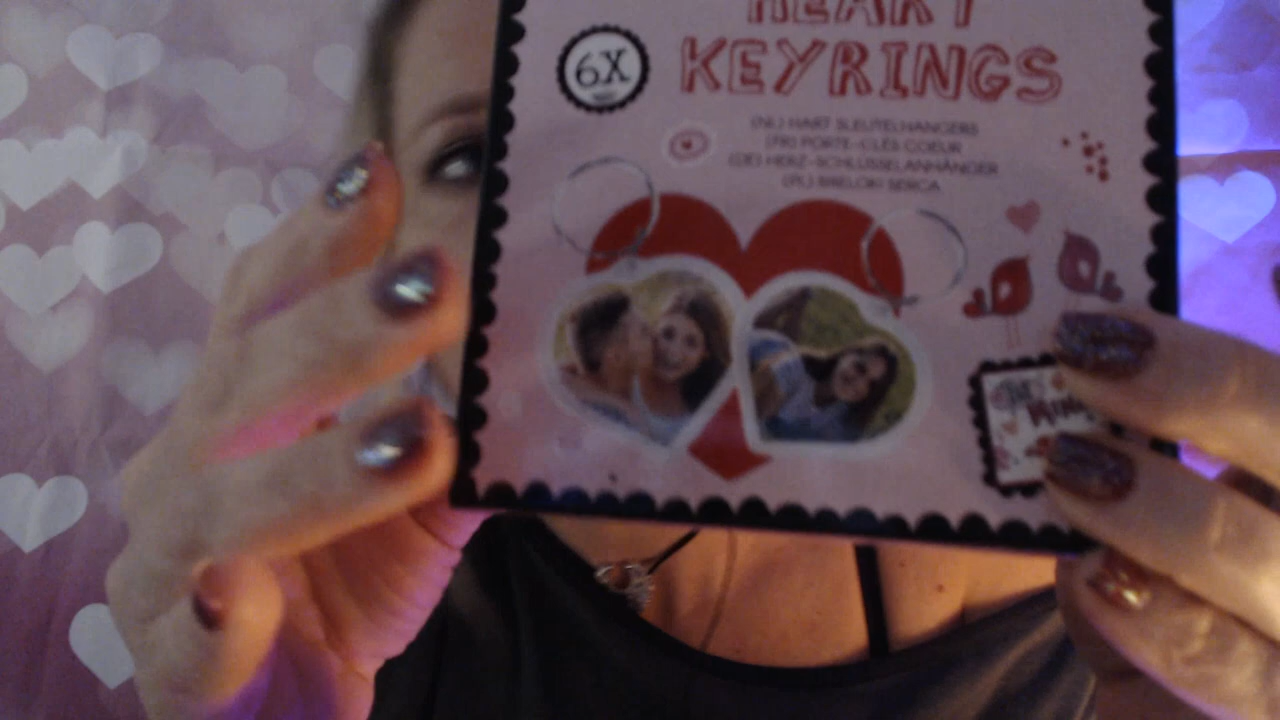 HEART
6X
KEYRINGS
(NL) HART SLEUTELHANGERS
(FR) PORTE-CLÉS COEUR
(DE) HERZ-SCHLÜSSELANHÄNGER
(PL) BRELOKI SERCA